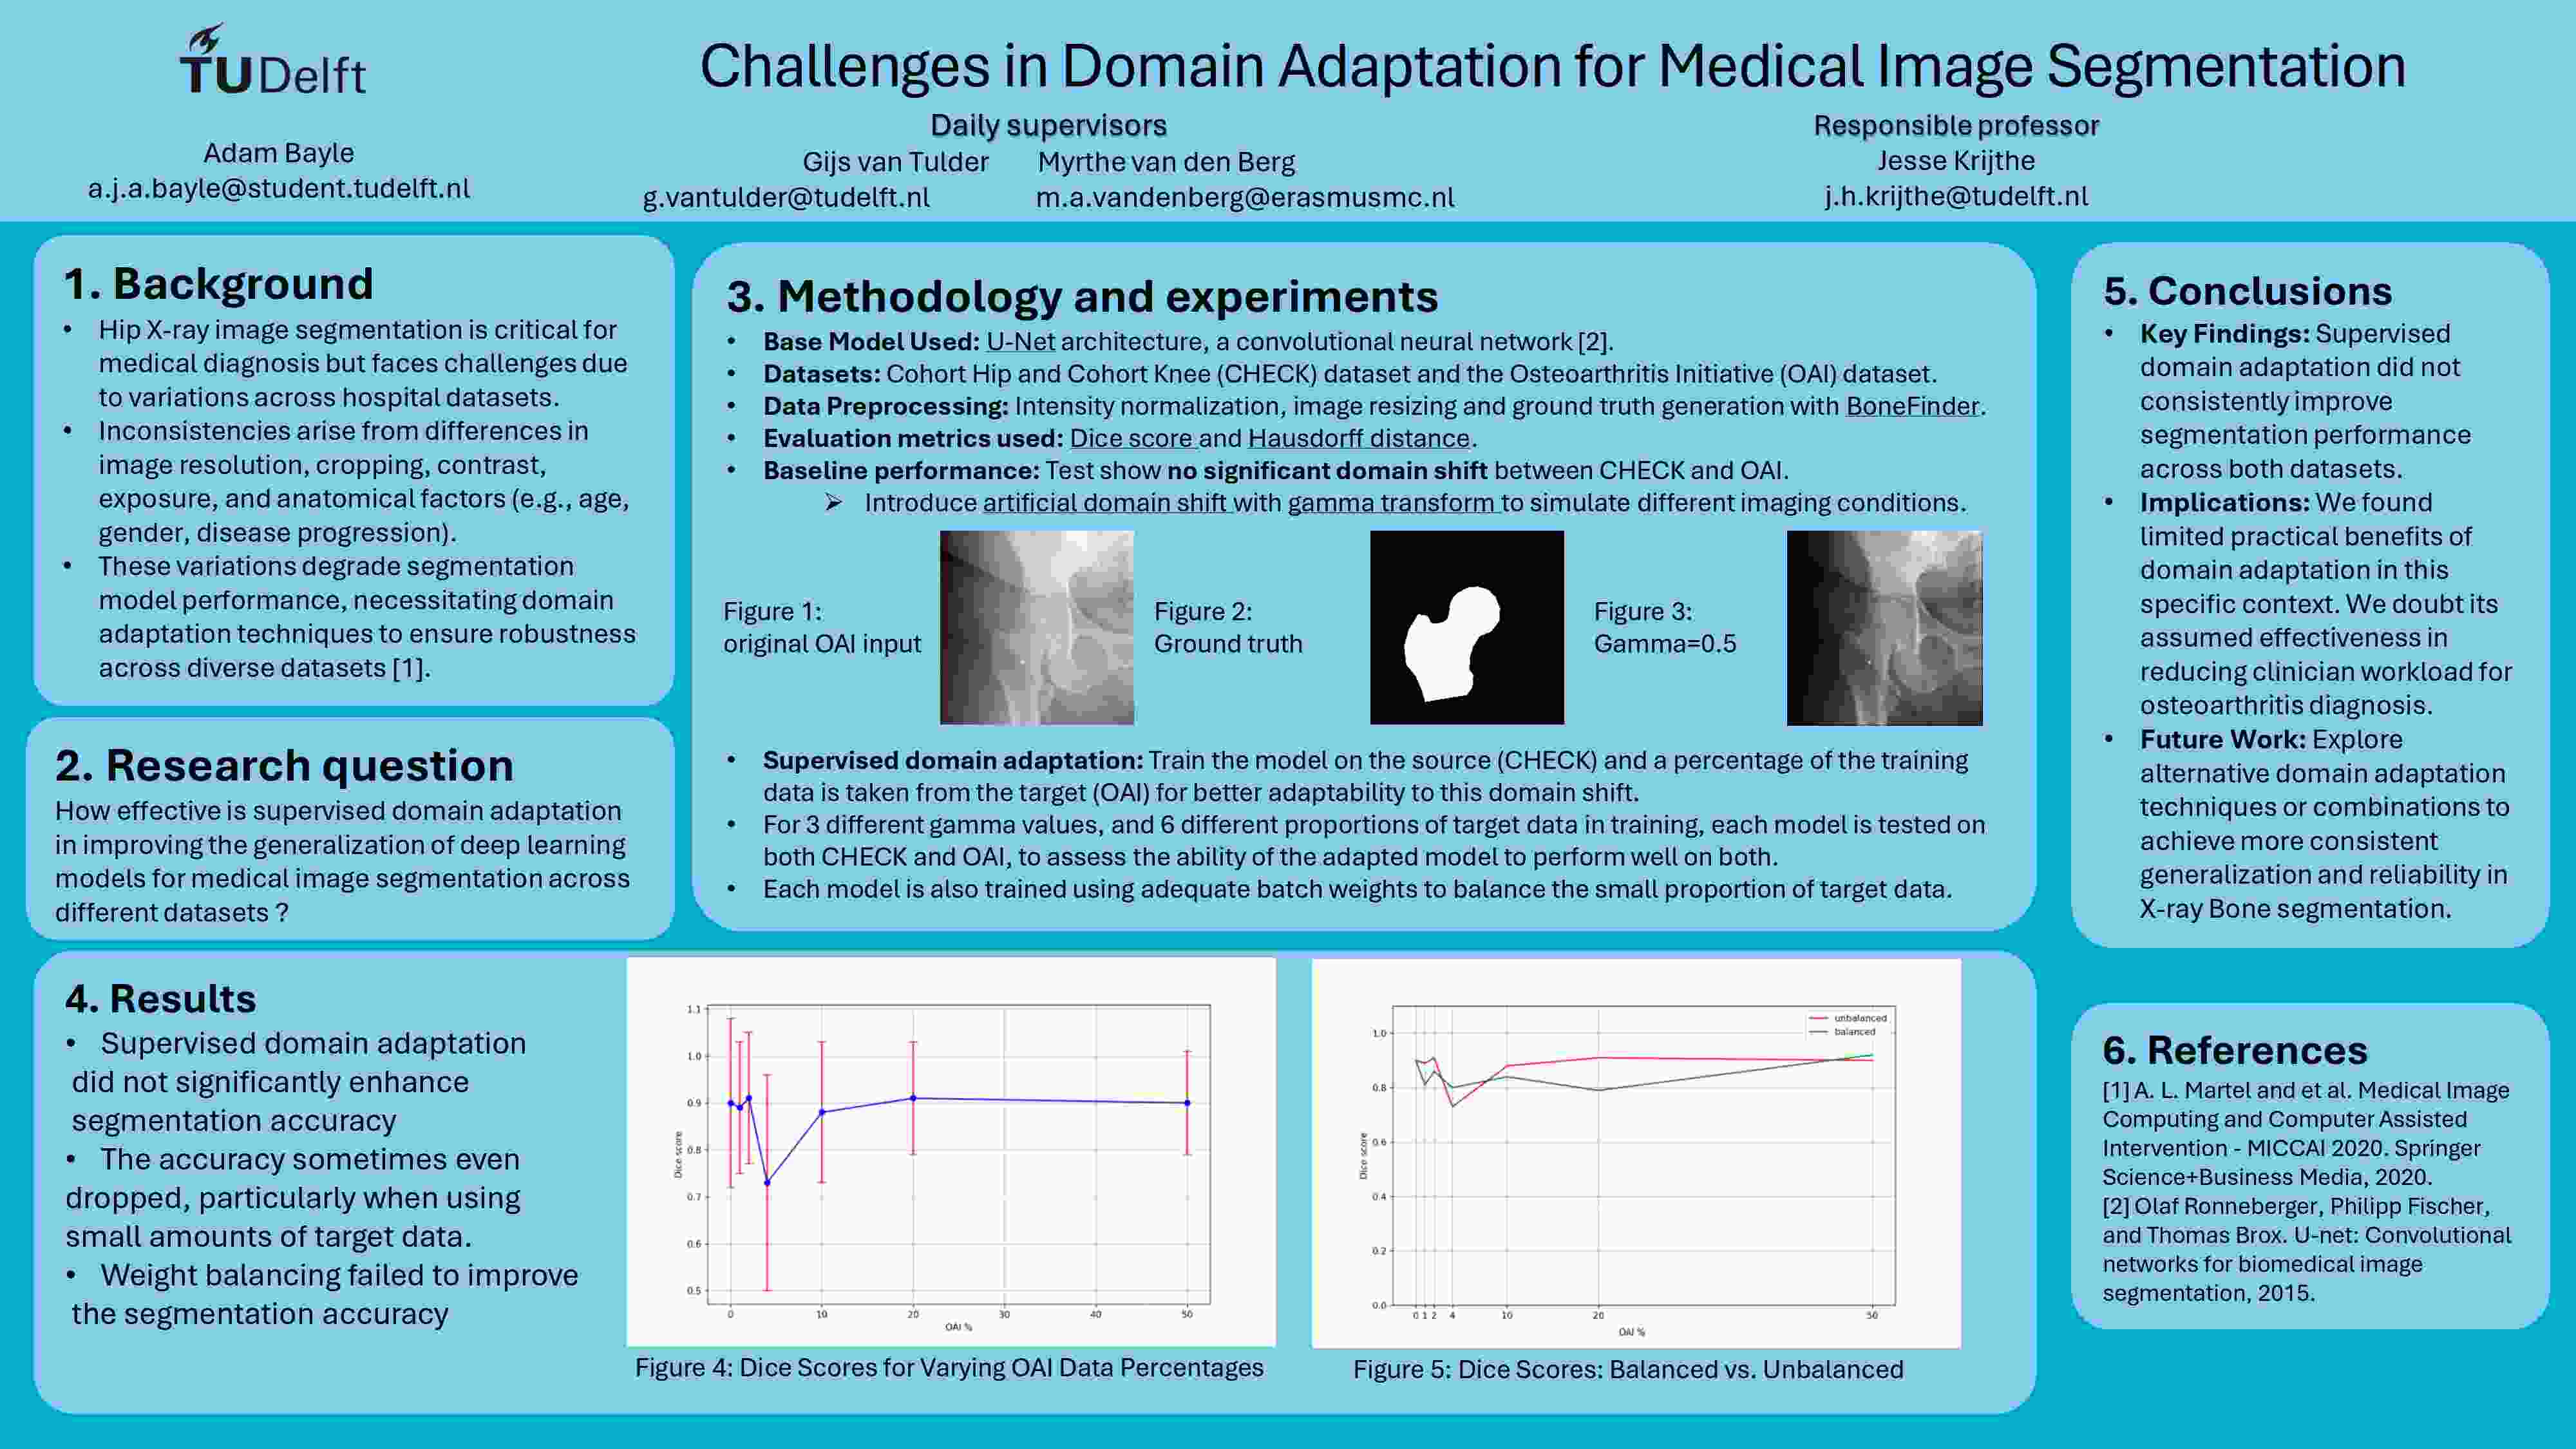 TUDelft
Challenges in Domain Adaptation for Medical Image Segmentation
Adam Bayle
a.j.a.bayle@student.tudelft.nl
Daily supervisors
Gijs van Tulder Myrthe van den Berg
g.vantulder@tudelft.nl m.a.vandenberg@erasmusmc.nl
Responsible professor
Jesse Krijthe
j.h.krijthe@tudelft.nl
1. Background
• Hip X-ray image segmentation is critical for
medical diagnosis but faces challenges due
to variations across hospital datasets.
• Inconsistencies arise from differences in
image resolution, cropping, contrast,
exposure, and anatomical factors (e.g., age,
gender, disease progression).
• These variations degrade segmentation
model performance, necessitating domain
adaptation techniques to ensure robustness
across diverse datasets [1].
2. Research question
How effective is supervised domain adaptation
in improving the generalization of deep learning
models for medical image segmentation across
different datasets ?
3. Methodology and experiments
• Base Model Used: U-Net architecture, a convolutional neural network [2].
• Datasets: Cohort Hip and Cohort Knee (CHECK) dataset and the Osteoarthritis Initiative (OAI) dataset.
• Data Preprocessing: Intensity normalization, image resizing and ground truth generation with BoneFinder.
• Evaluation metrics used: Dice score and Hausdorff distance.
• Baseline performance: Test show no significant domain shift between CHECK and OAI.
➢ Introduce artificial domain shift with gamma transform to simulate different imaging conditions.
Figure 1:
original OAI input
Figure 2:
Ground truth
Figure 3:
Gamma=0.5
• Supervised domain adaptation: Train the model on the source (CHECK) and a percentage of the training
data is taken from the target (OAI) for better adaptability to this domain shift.
• For 3 different gamma values, and 6 different proportions of target data in training, each model is tested on
both CHECK and OAI, to assess the ability of the adapted model to perform well on both.
• Each model is also trained using adequate batch weights to balance the small proportion of target data.
4. Results
• Supervised domain adaptation
did not significantly enhance
segmentation accuracy
• The accuracy sometimes even
dropped, particularly when using
small amounts of target data.
• Weight balancing failed to improve
the segmentation accuracy
1.1
1.0
0.9
0.8
0.7
0.6
0.5
Dice score
0 10 20 30 40 50
OAI %
Figure 4: Dice Scores for Varying OAI Data Percentages
unbalanced
balanced
1.0
0.8
0.6
0.4
0.2
0.0
Dice score
0 1 2 4 10 20 50
OAI %
Figure 5: Dice Scores: Balanced vs. Unbalanced
5. Conclusions
• Key Findings: Supervised
domain adaptation did not
consistently improve
segmentation performance
across both datasets.
• Implications: We found
limited practical benefits of
domain adaptation in this
specific context. We doubt its
assumed effectiveness in
reducing clinician workload for
osteoarthritis diagnosis.
• Future Work: Explore
alternative domain adaptation
techniques or combinations to
achieve more consistent
generalization and reliability in
X-ray Bone segmentation.
6. References
[1] A. L. Martel and et al. Medical Image
Computing and Computer Assisted
Intervention - MICCAI 2020. Springer
Science+Business Media, 2020.
[2] Olaf Ronneberger, Philipp Fischer,
and Thomas Brox. U-net: Convolutional
networks for biomedical image
segmentation, 2015.